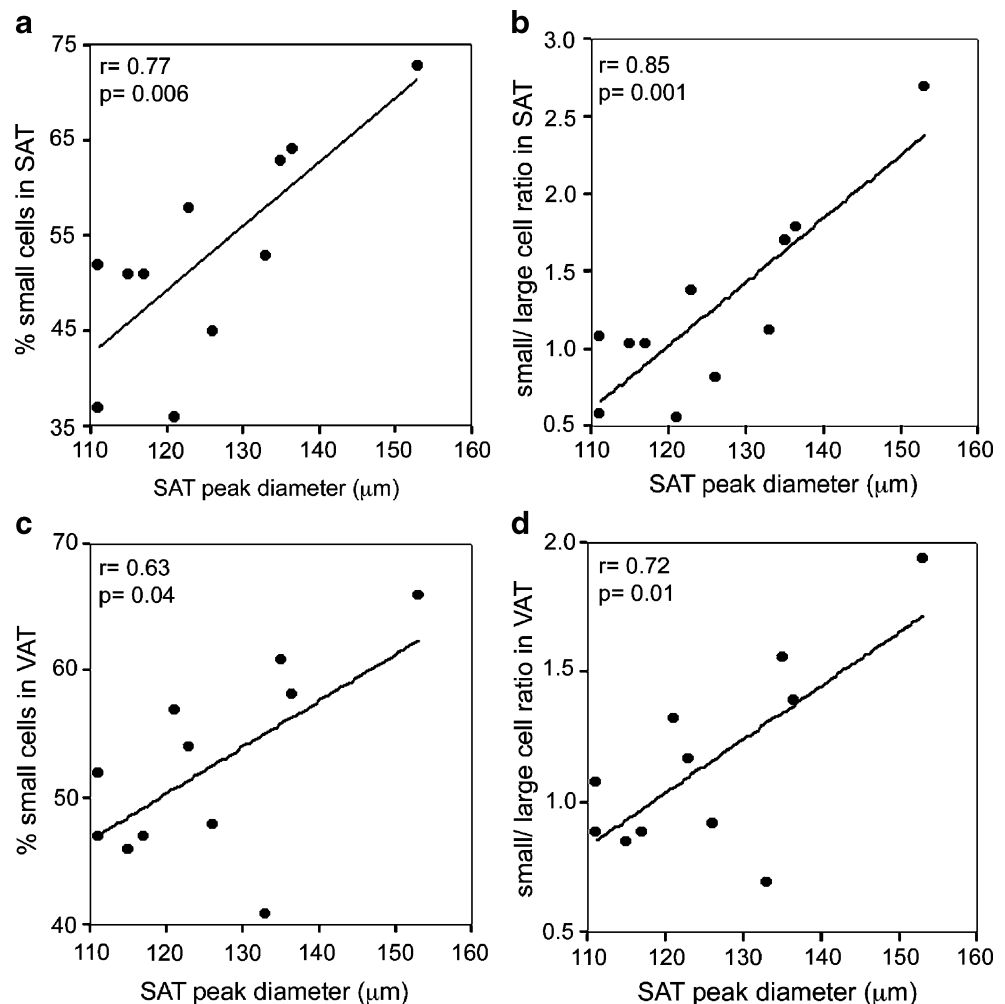 a
r= 0.77
p= 0.006
% small cells in SAT
75
65
55
45
35
110 120 130 140 150 160
SAT peak diameter (μm)
b
r= 0.85
p= 0.001
small/ large cell ratio in SAT
3.0
2.5
2.0
1.5
1.0
0.5
110 120 130 140 150 160
SAT peak diameter (μm)
c
r= 0.63
p= 0.04
% small cells in VAT
70
60
50
40
110 120 130 140 150 160
SAT peak diameter (μm)
d
r= 0.72
p= 0.01
small/ large cell ratio in VAT
2.0
1.5
1.0
0.5
110 120 130 140 150 160
SAT peak diameter (μm)